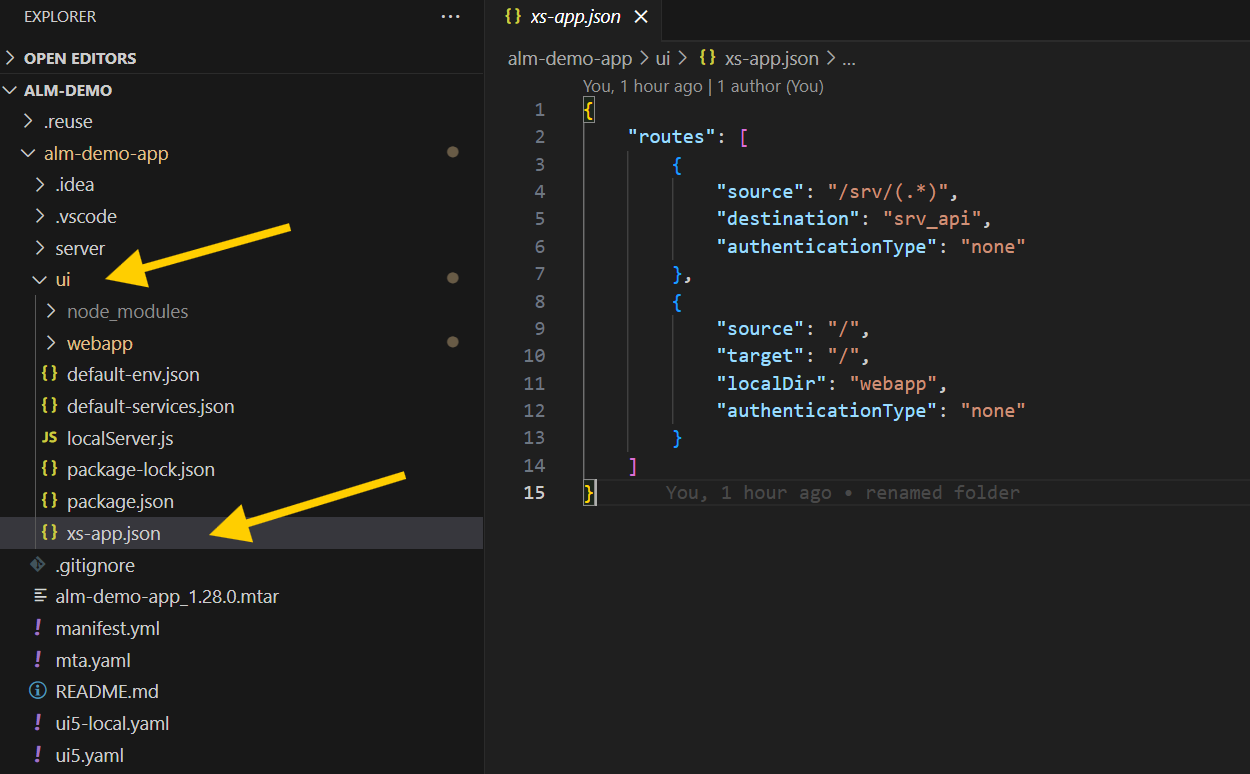 EXPLORER
OPEN EDITORS
ALM-DEMO
.reuse
alm-demo-app
.idea
.vscode
server
ui
node_modules
webapp
default-env.json
default-services.json
JS localServer.js
package-lock.json
package.json
xs-app.json
.gitignore
alm-demo-app_1.28.0.mtar
manifest.yml
mta.yaml
README.md
ui5-local.yaml
ui5.yaml
{} xs-app.json
alm-demo-app > ui > {} xs-app.json > ...
You, 1 hour ago | 1 author (You)
1 {
2 "routes": [
3 {
4 "source": "/srv/(.*)",
5 "destination": "srv_api",
6 "authenticationType": "none"
7 },
8 {
9 "source": "/",
10 "target": "/",
11 "localDir": "webapp",
12 "authenticationType": "none"
13 }
14 ]
15 } You, 1 hour ago • renamed folder